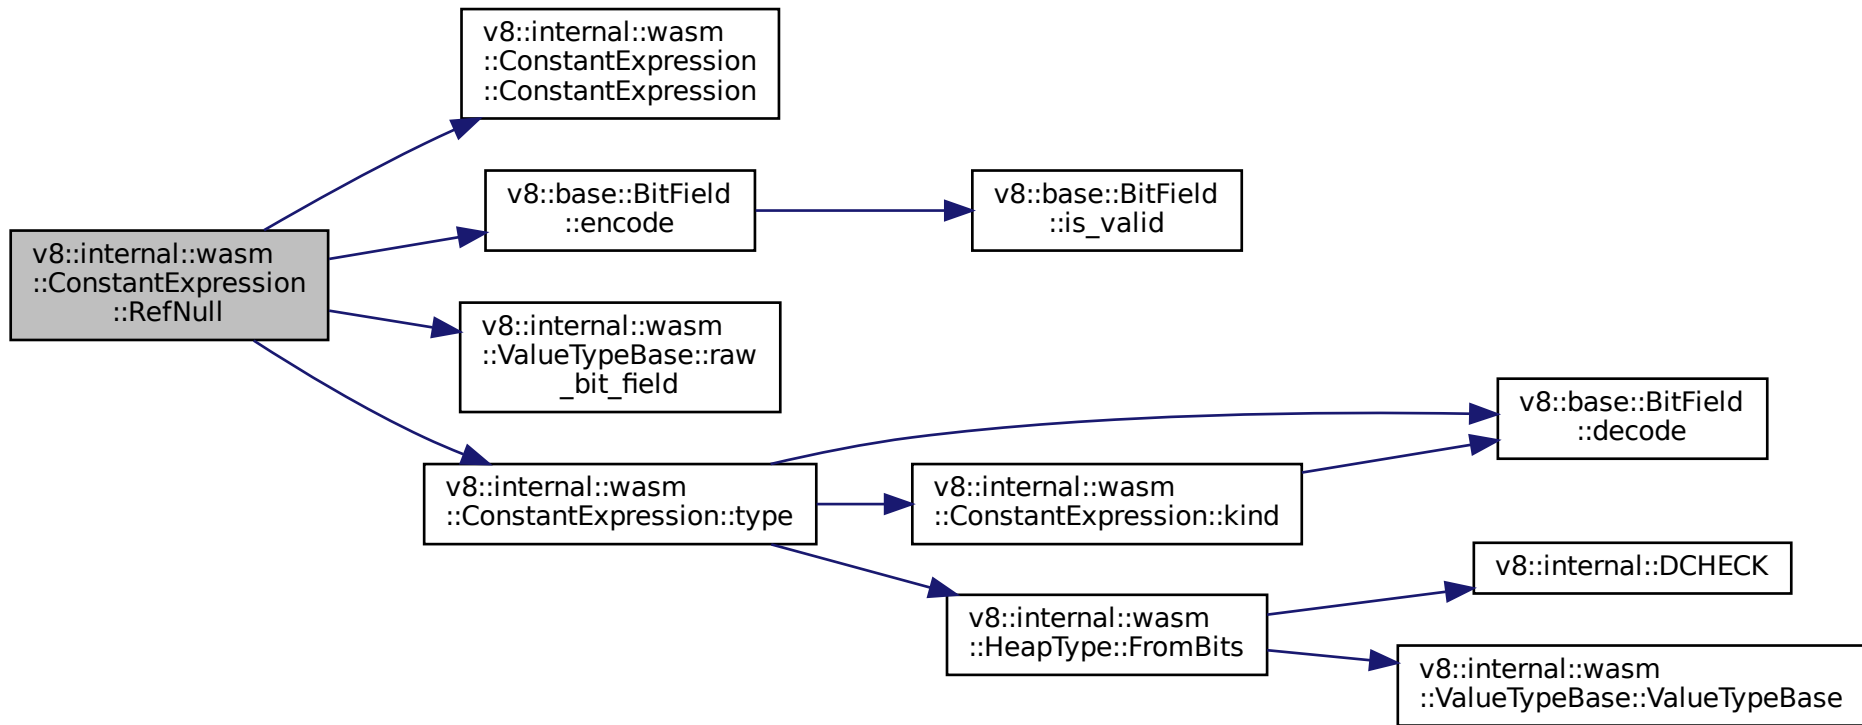 v8::internal::wasm
::ConstantExpression
::ConstantExpression
v8::base::BitField
::encode
v8::base::BitField
::is_valid
v8::internal::wasm
::ConstantExpression
::RefNull
v8::internal::wasm
::ValueTypeBase::raw
_bit_field
v8::base::BitField
::decode
v8::internal::wasm
::ConstantExpression::type
v8::internal::wasm
::ConstantExpression::kind
v8::internal::DCHECK
v8::internal::wasm
::HeapType::FromBits
v8::internal::wasm
::ValueTypeBase::ValueTypeBase